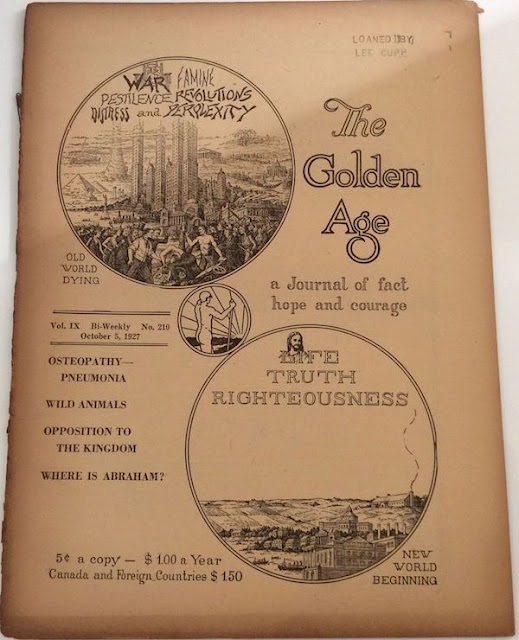 LOANED BY
LEE CUPP
WAR FAMINE
PESTILENCE REVOLUTIONS
DISTRESS and PERPLEXITY
The
Golden
Age
OLD
WORLD
DYING
a Journal of fact
hope and courage
Vol. IX Bi-Weekly No. 210
October 5, 1927
OSTEOPATHY—
PNEUMONIA
WILD ANIMALS
OPPOSITION TO
THE KINGDOM
WHERE IS ABRAHAM?
LIFE
TRUTH
RIGHTEOUSNESS
5¢ a copy — $ 1.00 a Year
Canada and Foreign Countries $ 1.50
NEW
WORLD
BEGINNING